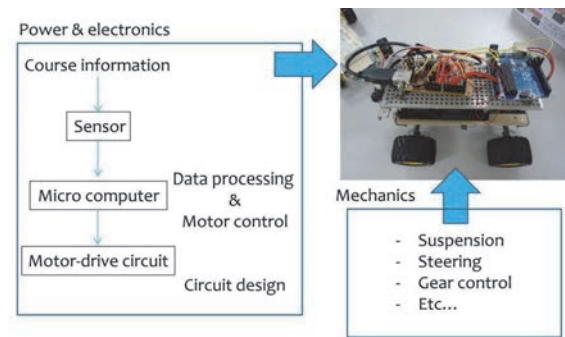 Power & electronics
Course information
Sensor
Micro computer
Data processing
&
Motor control
Motor-drive circuit
Circuit design
Mechanics
- Suspension
- Steering
- Gear control
- Etc...